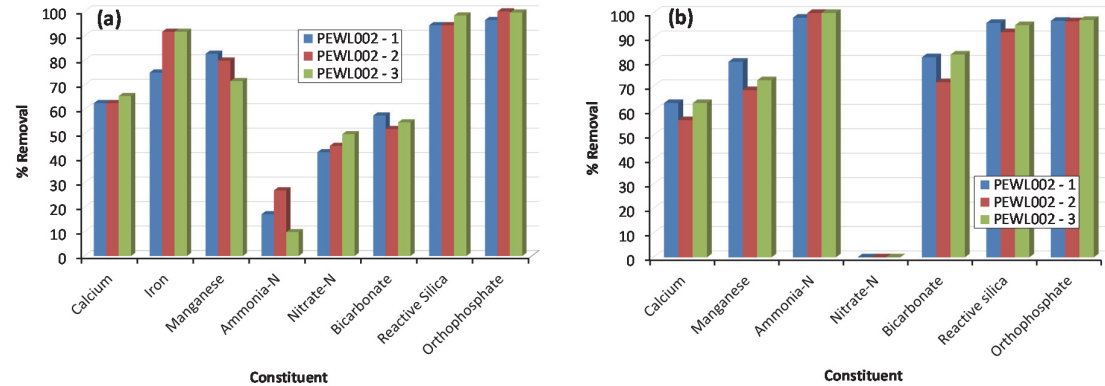 (a)
100
90
80
70
60
50
40
30
20
10
0
% Removal
PEWL002 - 1
PEWL002 - 2
PEWL002 - 3
Calcium
Iron
Manganese
Ammonia-N
Nitrate-N
Bicarbonate
Reactive Silica
Orthophosphate
Constituent
(b)
100
90
80
70
60
50
40
30
20
10
0
% Removal
PEWL002 - 1
PEWL002 - 2
PEWL002 - 3
Calcium
Manganese
Ammonia-N
Nitrate-N
Bicarbonate
Reactive silica
Orthophosphate
Constituent